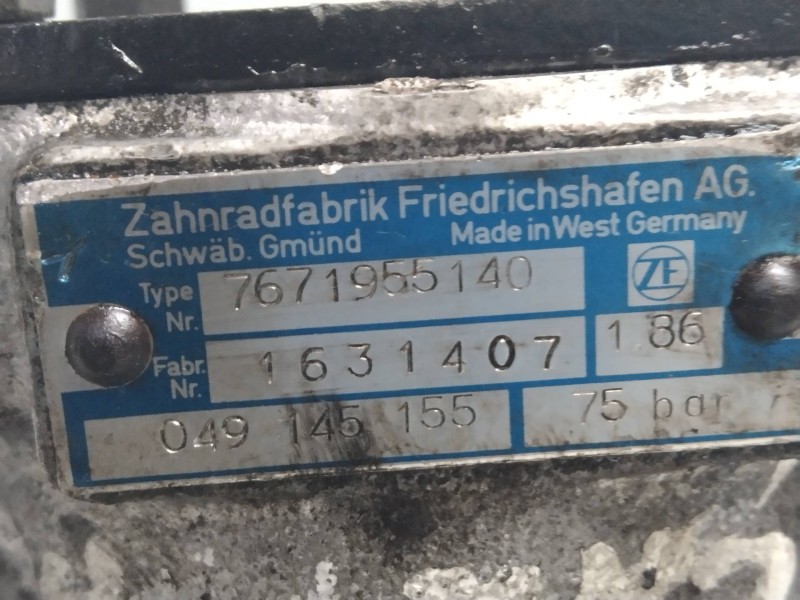 Zahnradfabrik Friedrichshafen AG.
Schwäb. Gmünd Made in West Germany
Type Nr. 7671955140 ZF
Fabr. Nr. 1631407 1 86
049 145 155 75 bar